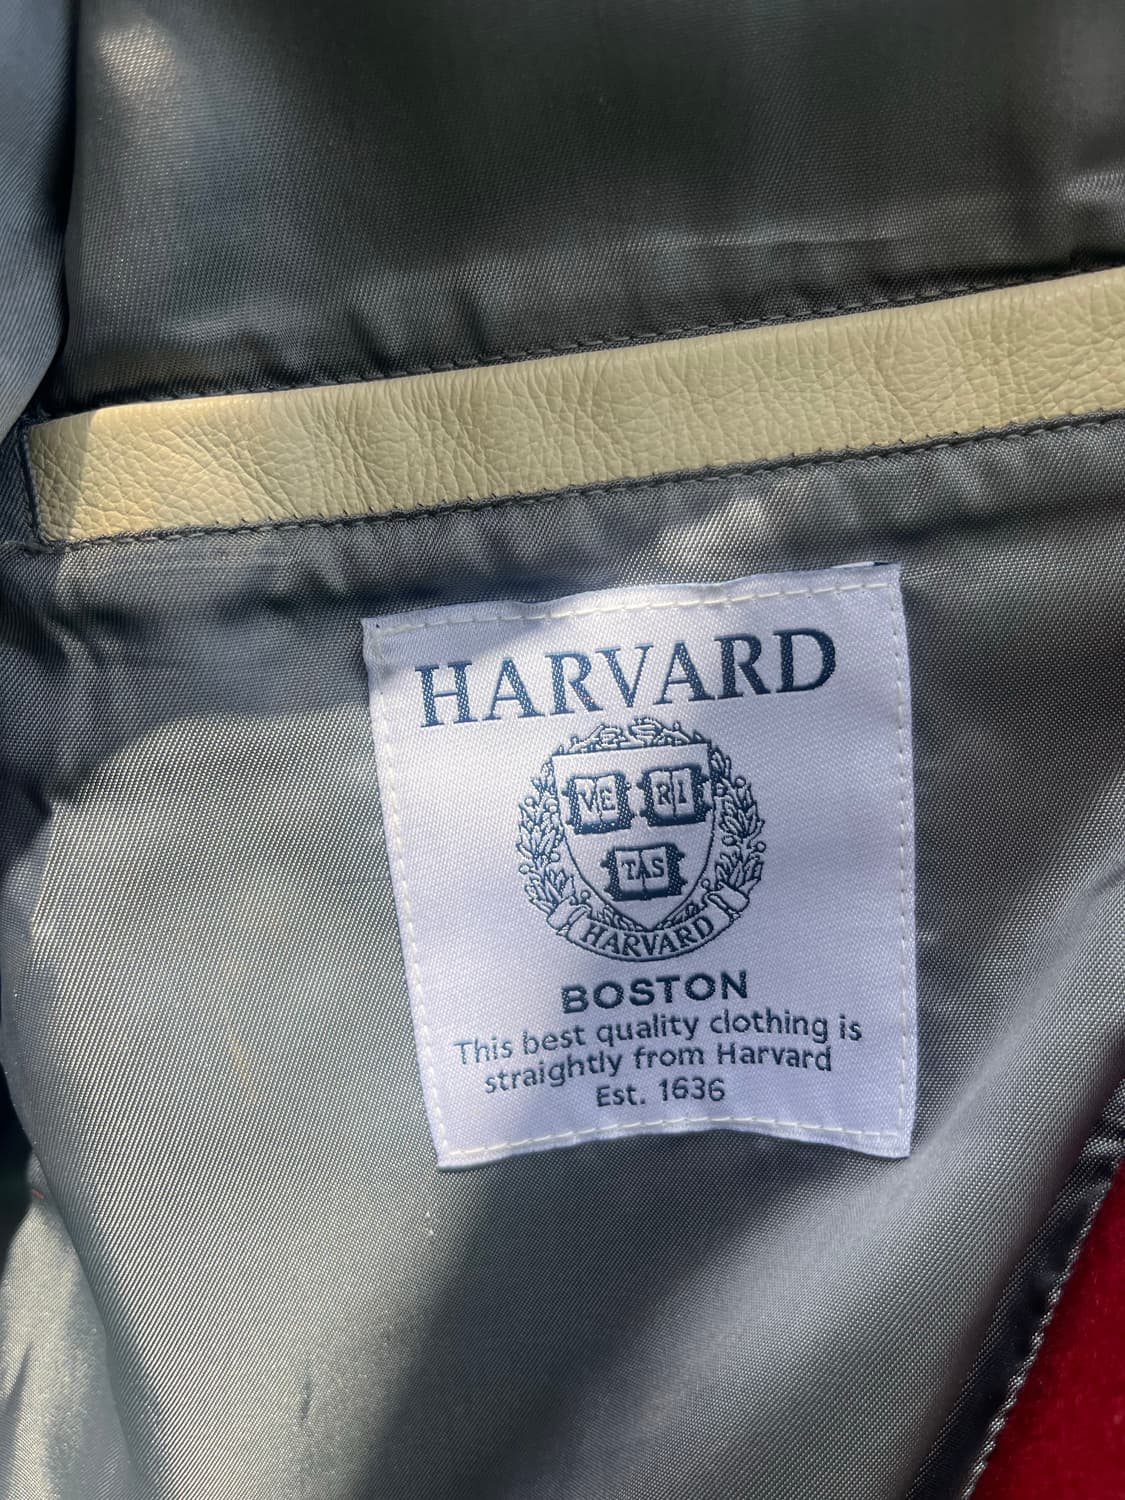 HARVARD
VE RI
TAS
HARVARD
BOSTON
This best quality clothing is
straightly from Harvard
Est. 1636